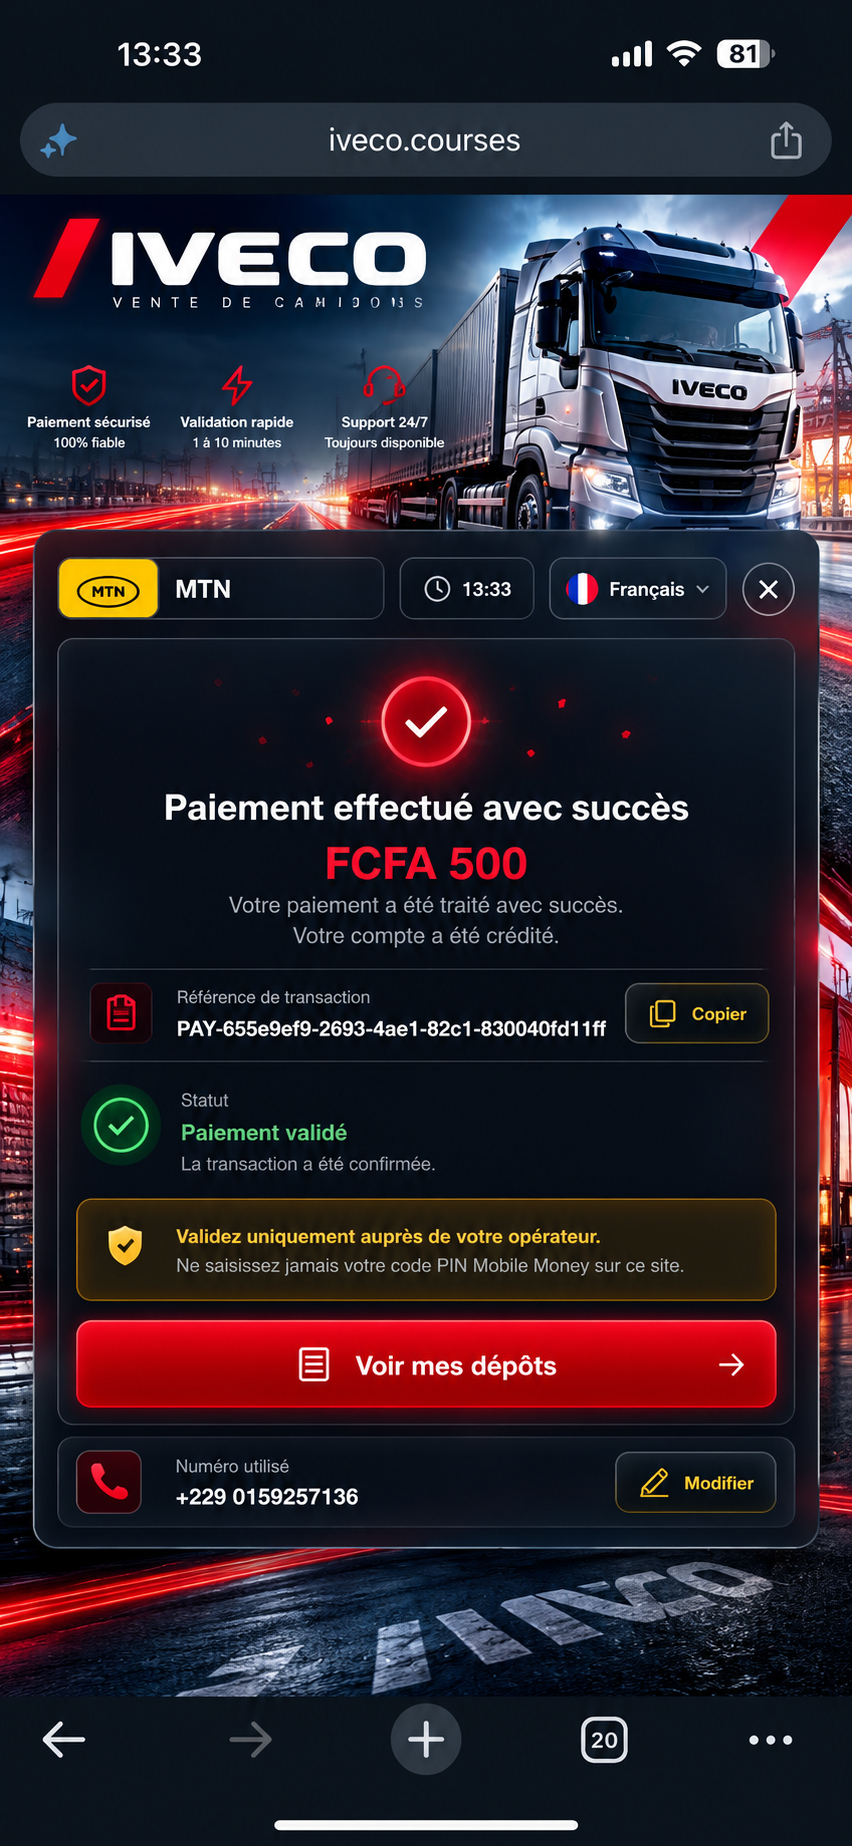 13:33
81
iveco.courses
IVECO
VENTE DE
IVECO
Paiement sécurisé
100% fiable
Validation rapide
1 à 10 minutes
Support 24/7
Toujours disponible
MTN
MTN
13:33
Français
Paiement effectué avec succès
FCFA 500
Votre paiement a été traité avec succès.
Votre compte a été crédité.
Référence de transaction
PAY-655e9ef9-2693-4ae1-82c1-830040fd11ff
Copier
Statut
Paiement validé
La transaction a été confirmée.
Validez uniquement auprès de votre opérateur.
Ne saisissez jamais votre code PIN Mobile Money sur ce site.
Voir mes dépôts
Numéro utilisé
+229 0159257136
Modifier
20